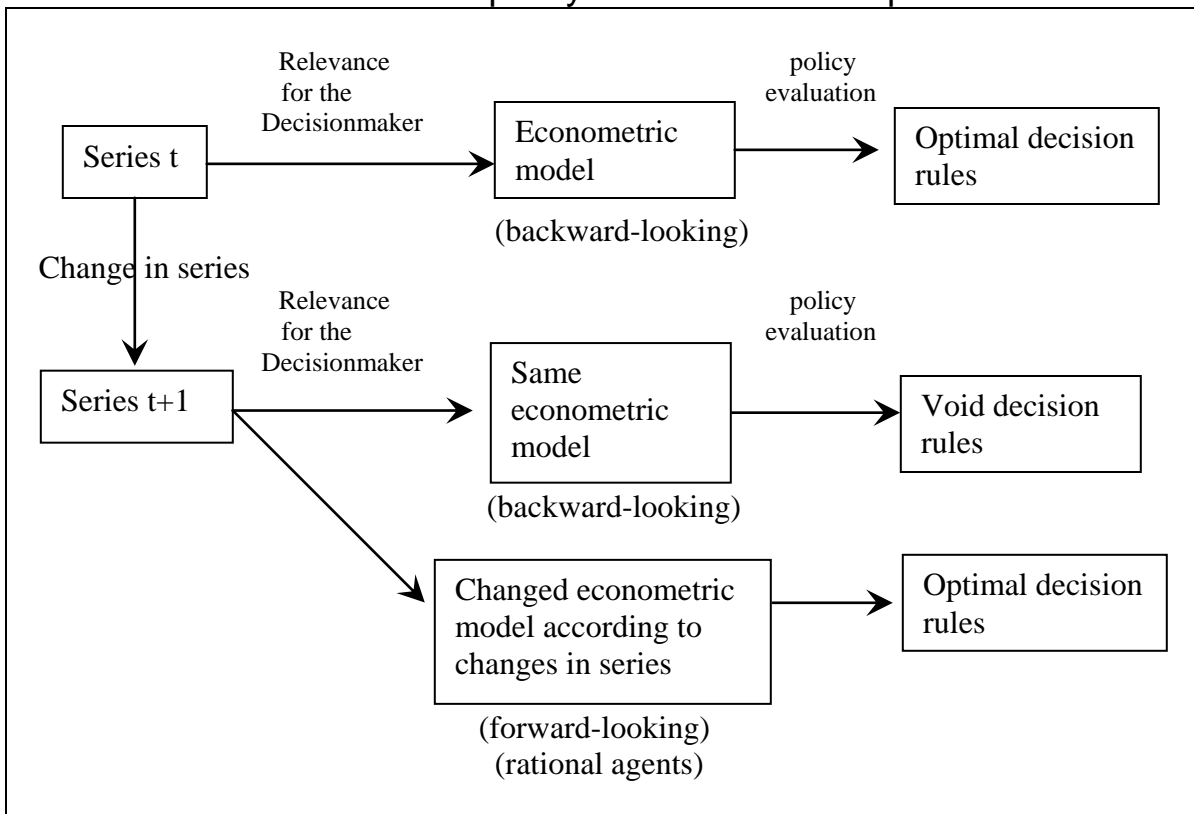 Relevance
for the
Decisionmaker
policy
evaluation
Series t
Econometric
model
Optimal decision
rules
(backward-looking)
Change in series
Relevance
for the
Decisionmaker
policy
evaluation
Series t+1
Same
econometric
model
Void decision
rules
(backward-looking)
Changed econometric
model according to
changes in series
Optimal decision
rules
(forward-looking)
(rational agents)